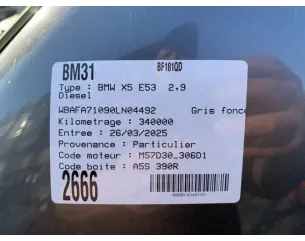 BM31 BF181QD
Type : BMW X5 E53 2,9
Diesel
WBAFA71090LN04492 Gris fonce
Kilometrage : 340000
Entree : 26/03/2025
Provenance : Particulier
Code moteur : M57D30_306D1
Code boite : A5S 390R
2666